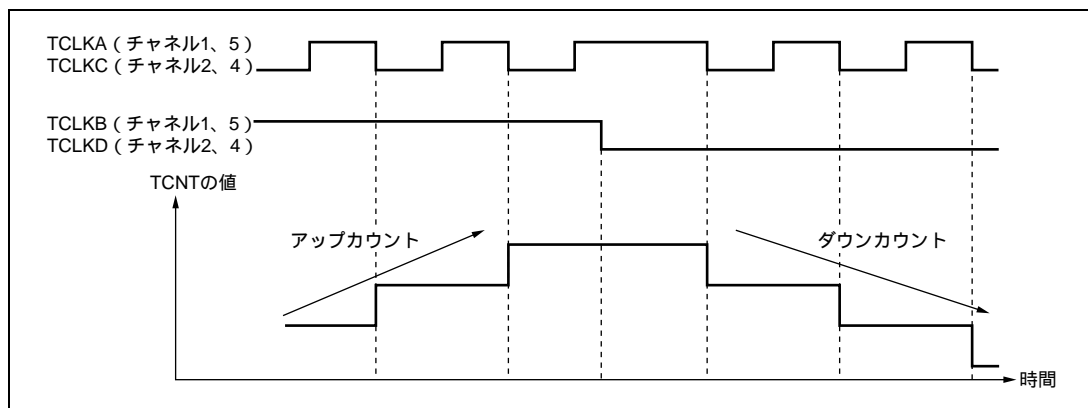 TCLKA(チャネル1、5)
TCLKC(チャネル2、4)
TCLKB(チャネル1、5)
TCLKD(チャネル2、4)
TCNTの値
アップカウント
ダウンカウント
時間